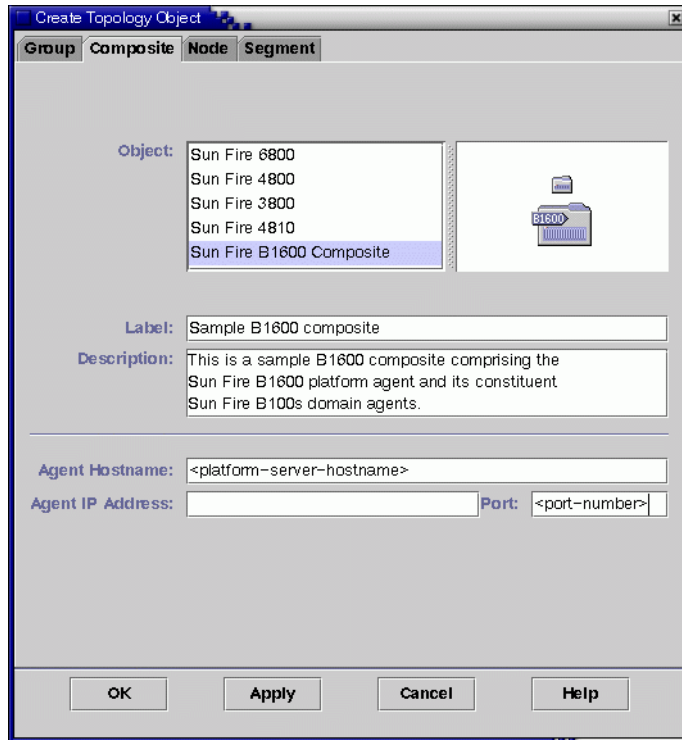 Create Topology Object
Group Composite Node Segment
Object:
Sun Fire 6800
Sun Fire 4800
Sun Fire 3800
Sun Fire 4810
Sun Fire B1600 Composite
B1600
Label: Sample B1600 composite
Description: This is a sample B1600 composite comprising the
Sun Fire B1600 platform agent and its constituent
Sun Fire B100s domain agents.
Agent Hostname: <platform-server-hostname>
Agent IP Address: Port: <port-number>
OK Apply Cancel Help